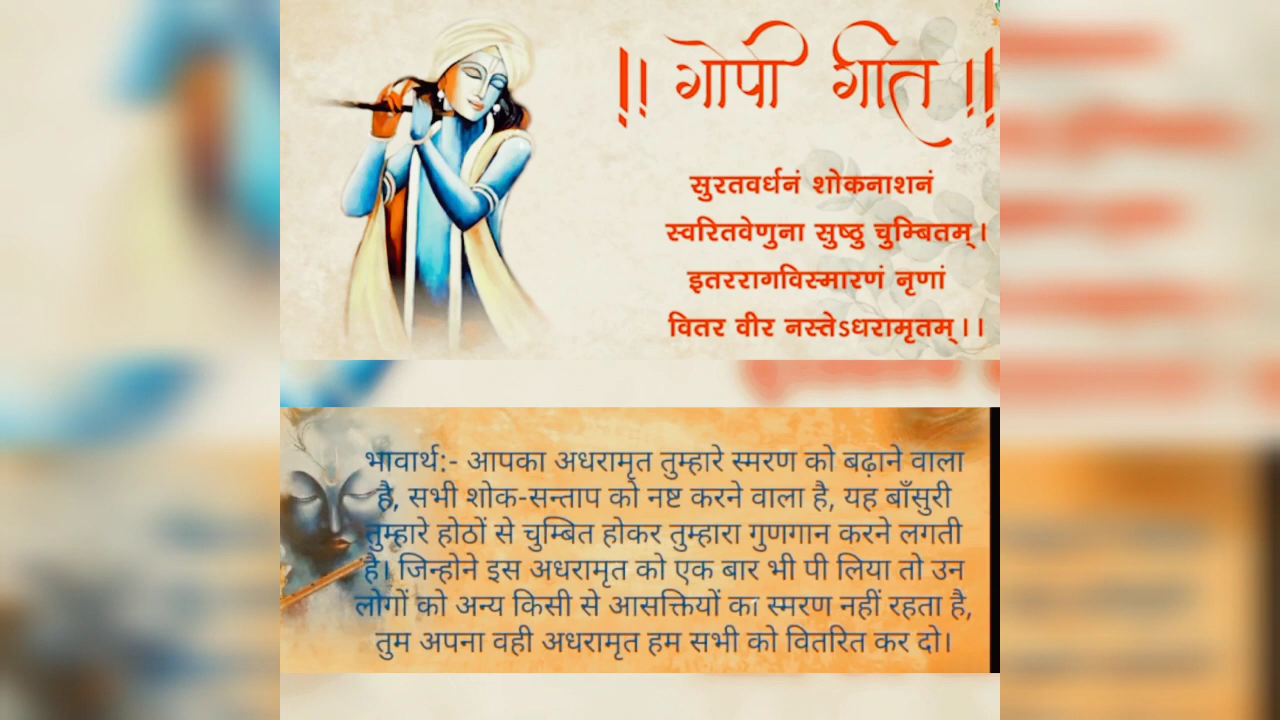 ॥ गोपी गीत ॥
सुरतवर्धनं शोकनाशनं
स्वरितवेणुना सुष्ठु चुम्बितम्।
इतररागविस्मारणं नृणां
वितर वीर नस्तेऽधरामृतम्।।
भावार्थ:- आपका अधरामृत तुम्हारे स्मरण को बढ़ाने वाला
है, सभी शोक-सन्ताप को नष्ट करने वाला है, यह बाँसुरी
तुम्हारे होठों से चुम्बित होकर तुम्हारा गुणगान करने लगती
है। जिन्होने इस अधरामृत को एक बार भी पी लिया तो उन
लोगों को अन्य किसी से आसक्तियों का स्मरण नहीं रहता है,
तुम अपना वही अधरामृत हम सभी को वितरित कर दो।